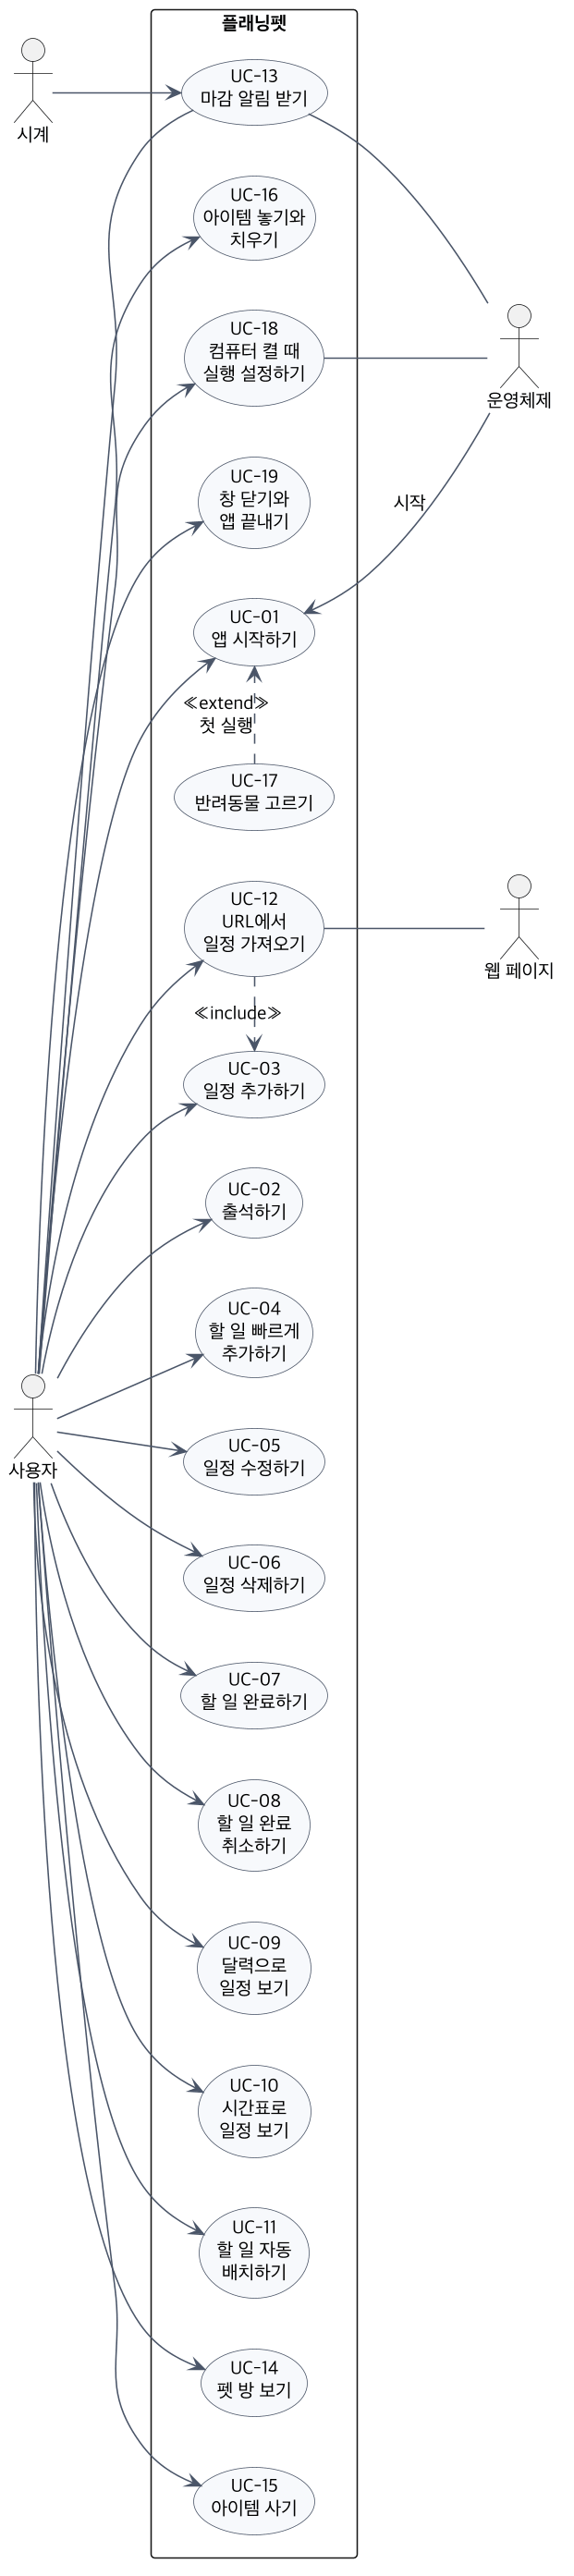 플래닝펫
시계
UC-13
마감 알림 받기
UC-16
아이템 놓기와
치우기
UC-18
컴퓨터 켤 때
실행 설정하기
운영체제
UC-19
창 닫기와
앱 끝내기
시작
UC-01
앱 시작하기
≪extend≫
첫 실행
UC-17
반려동물 고르기
UC-12
URL에서
일정 가져오기
웹 페이지
≪include≫
UC-03
일정 추가하기
UC-02
출석하기
UC-04
할 일 빠르게
추가하기
사용자
UC-05
일정 수정하기
UC-06
일정 삭제하기
UC-07
할 일 완료하기
UC-08
할 일 완료
취소하기
UC-09
달력으로
일정 보기
UC-10
시간표로
일정 보기
UC-11
할 일 자동
배치하기
UC-14
펫 방 보기
UC-15
아이템 사기